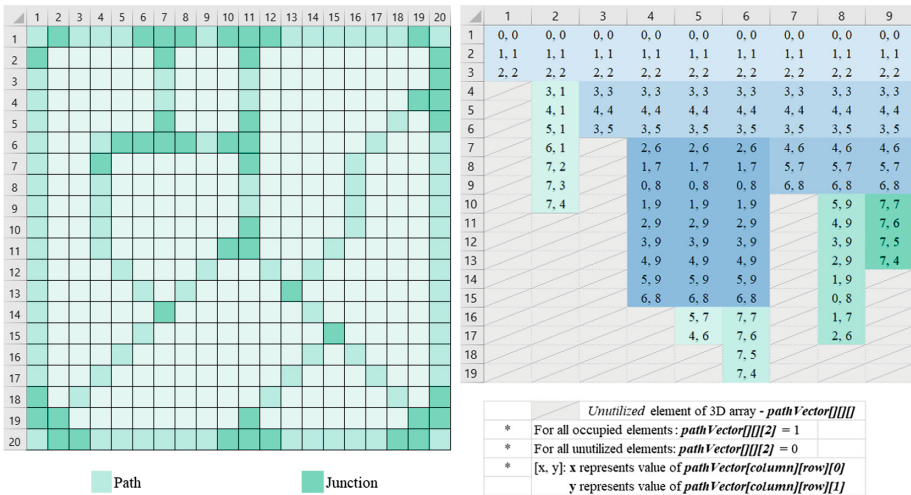 1 2 3 4 5 6 7 8 9 10 11 12 13 14 15 16 17 18 19 20
1
2
3
4
5
6
7
8
9
10
11
12
13
14
15
16
17
18
19
20
Path
Junction
1 2 3 4 5 6 7 8 9
1 0, 0 0, 0 0, 0 0, 0 0, 0 0, 0 0, 0 0, 0 0, 0
2 1, 1 1, 1 1, 1 1, 1 1, 1 1, 1 1, 1 1, 1 1, 1
3 2, 2 2, 2 2, 2 2, 2 2, 2 2, 2 2, 2 2, 2 2, 2
4 3, 1 3, 3 3, 3 3, 3 3, 3 3, 3 3, 3 3, 3
5 4, 1 4, 4 4, 4 4, 4 4, 4 4, 4 4, 4 4, 4
6 5, 1 3, 5 3, 5 3, 5 3, 5 3, 5 3, 5 3, 5
7 6, 1 2, 6 2, 6 2, 6 4, 6 4, 6 4, 6
8 7, 2 1, 7 1, 7 1, 7 5, 7 5, 7 5, 7
9 7, 3 0, 8 0, 8 0, 8 6, 8 6, 8 6, 8
10 7, 4 1, 9 1, 9 1, 9 5, 9 7, 7
11 2, 9 2, 9 2, 9 4, 9 7, 6
12 3, 9 3, 9 3, 9 3, 9 7, 5
13 4, 9 4, 9 4, 9 2, 9 7, 4
14 5, 9 5, 9 5, 9 1, 9
15 6, 8 6, 8 6, 8 0, 8
16 5, 7 7, 7 1, 7
17 4, 6 7, 6 2, 6
18 7, 5
19 7, 4
Unutilized element of 3D array - pathVector[][][]
* For all occupied elements: pathVector[][][2] = 1
* For all unutilized elements: pathVector[][][2] = 0
* [x, y]: x represents value of pathVector[column][row][0]
y represents value of pathVector[column][row][1]